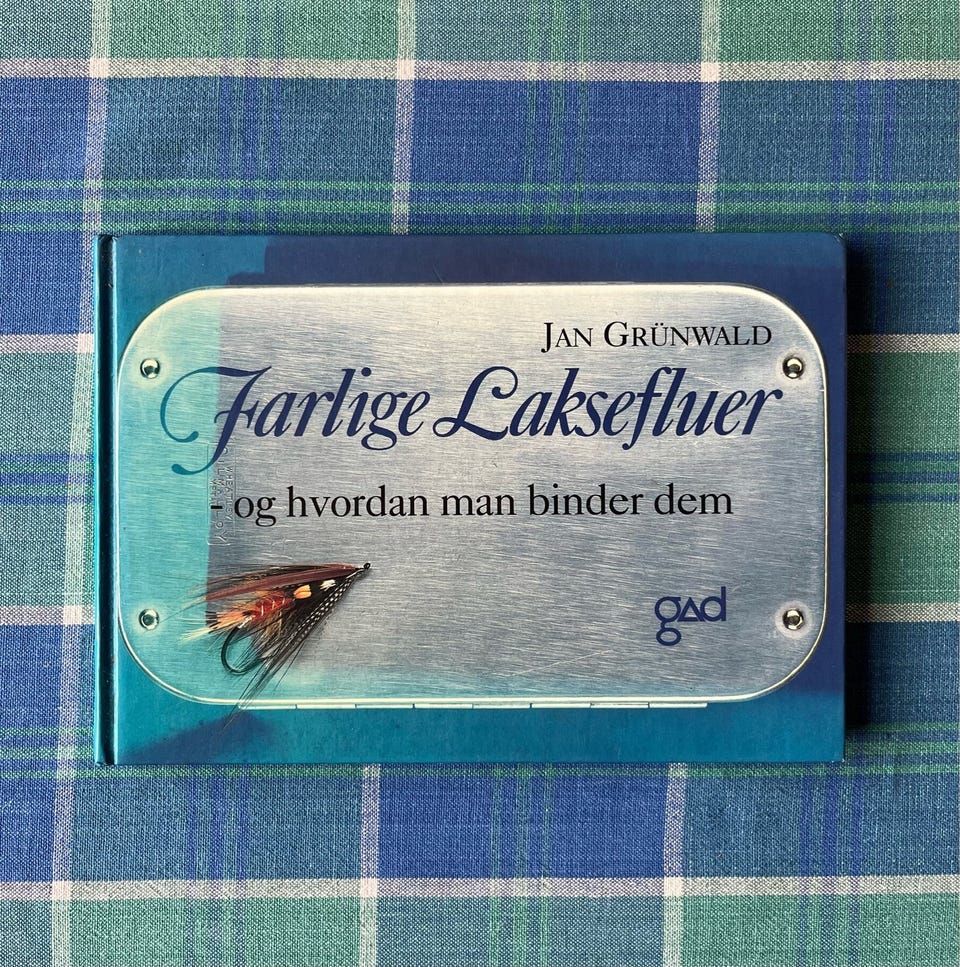 JAN GRÜNWALD
Farlige Laksefluer
- og hvordan man binder dem
gad